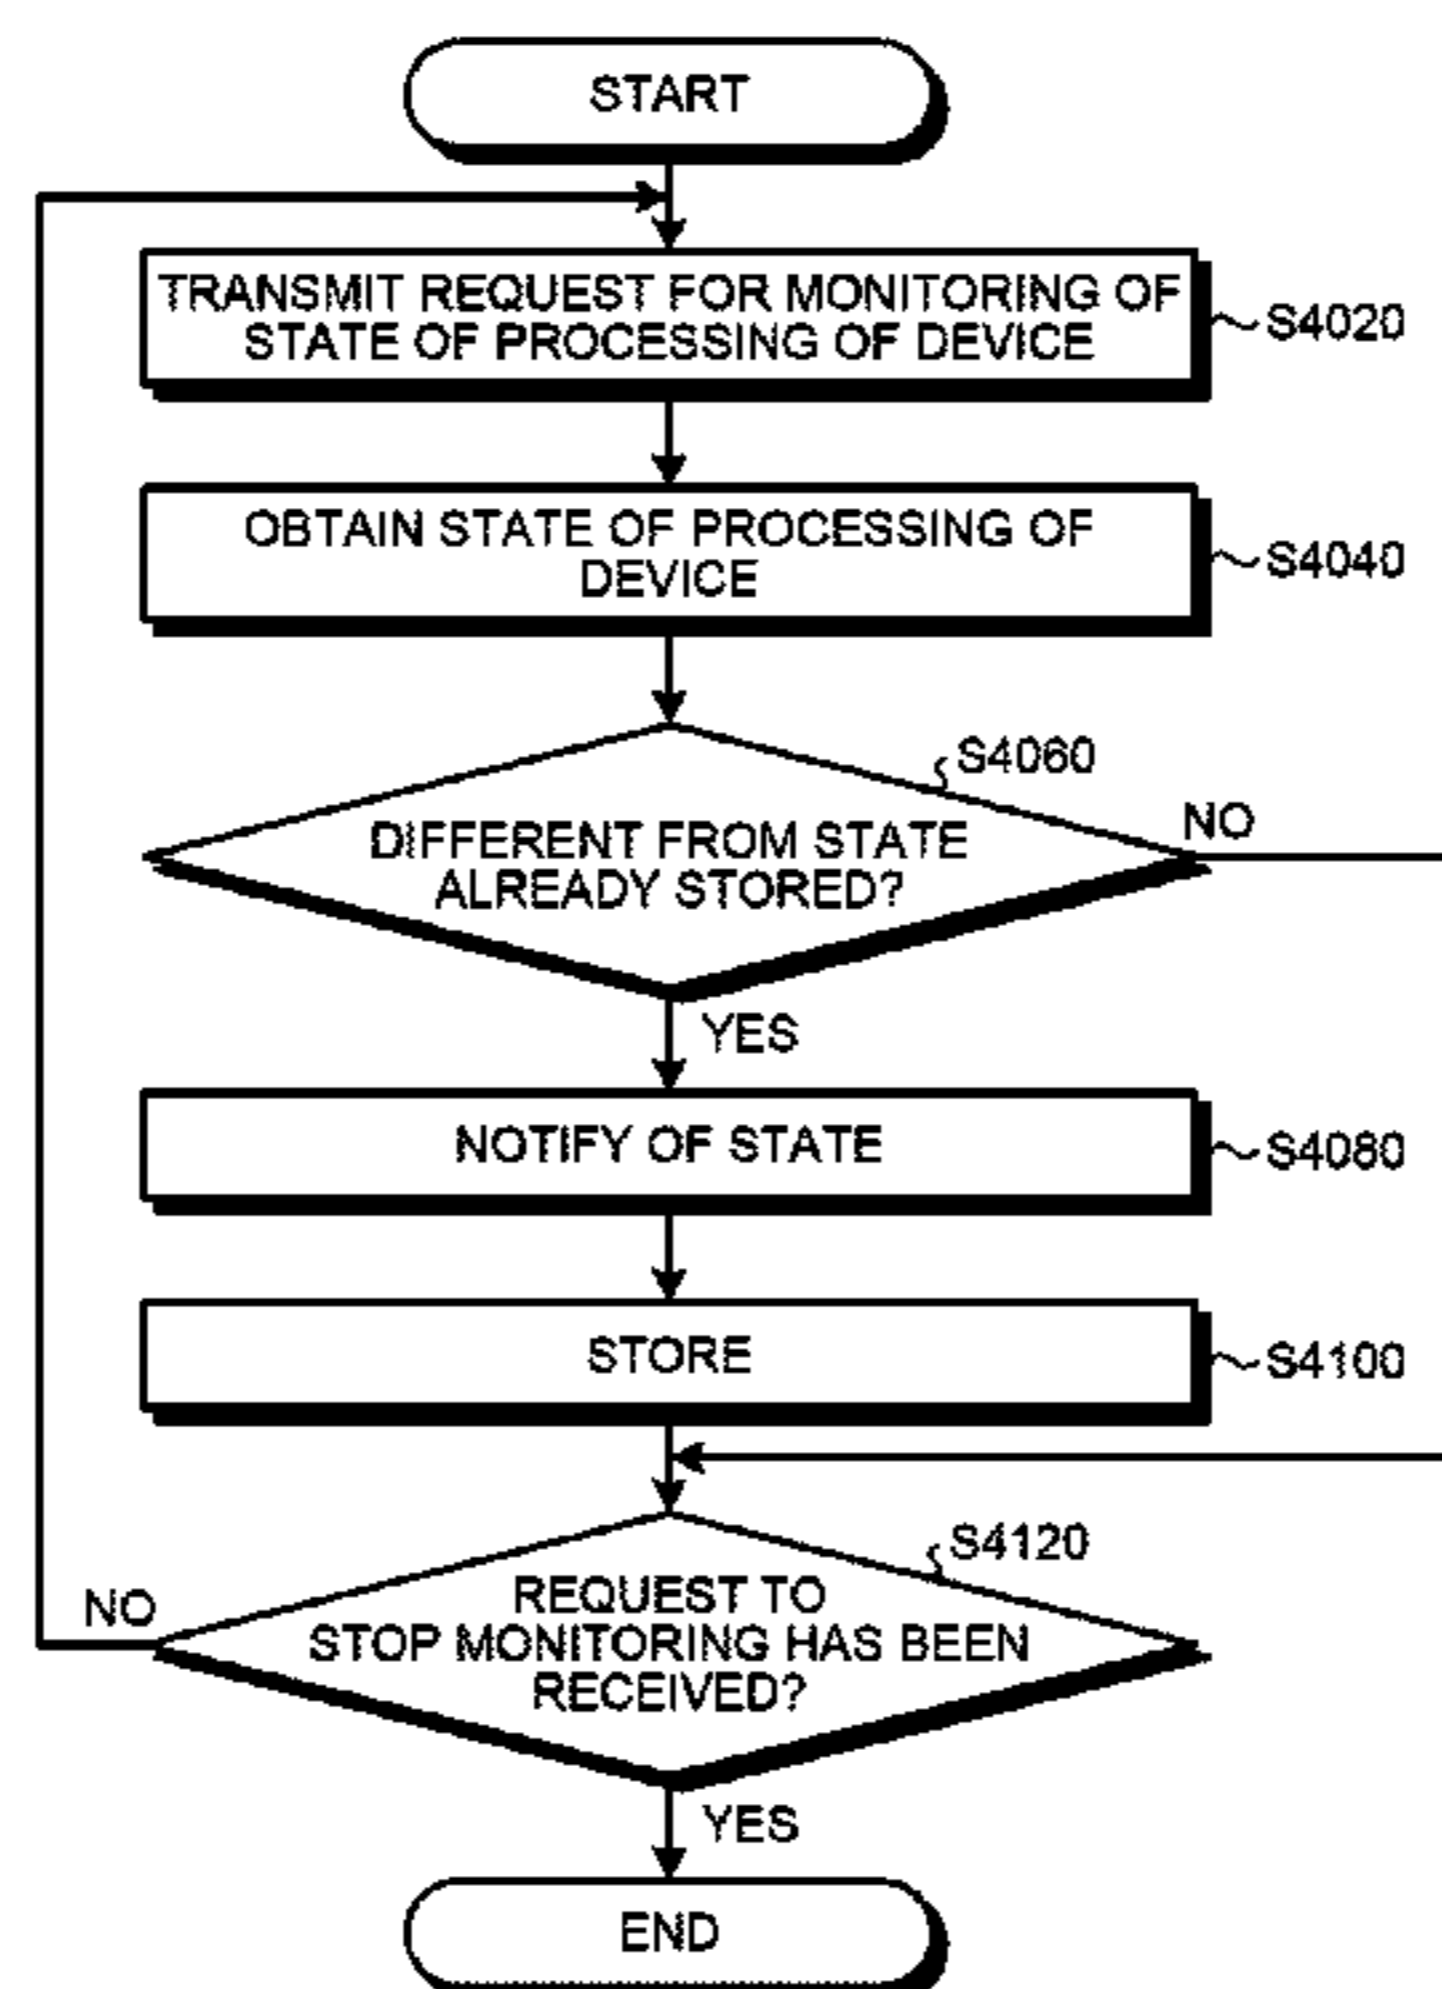 START
TRANSMIT REQUEST FOR MONITORING OF
STATE OF PROCESSING OF DEVICE
S4020
OBTAIN STATE OF PROCESSING OF
DEVICE
S4040
S4060
DIFFERENT FROM STATE
ALREADY STORED?
NO
YES
NOTIFY OF STATE
S4080
STORE
S4100
S4120
REQUEST TO
STOP MONITORING HAS BEEN
RECEIVED?
NO
YES
END